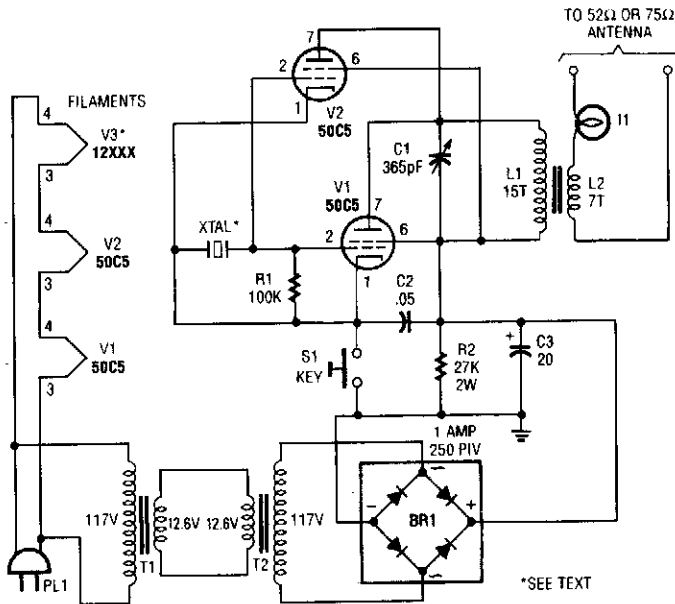 TO 52Ω OR 75Ω
ANTENNA
7
2
6
1
V2
50C5
FILAMENTS
4
V3*
12XXX
3
4
V2
50C5
3
4
V1
50C5
3
I1
C1
365pF
L1
15T
L2
7T
V1
50C5
7
XTAL*
2
6
1
R1
100K
C2
.05
S1
KEY
R2
27K
2W
+
C3
20
1 AMP
250 PIV
117V
T1
12.6V
12.6V
T2
117V
~
−
BR1
+
~
PL1
*SEE TEXT